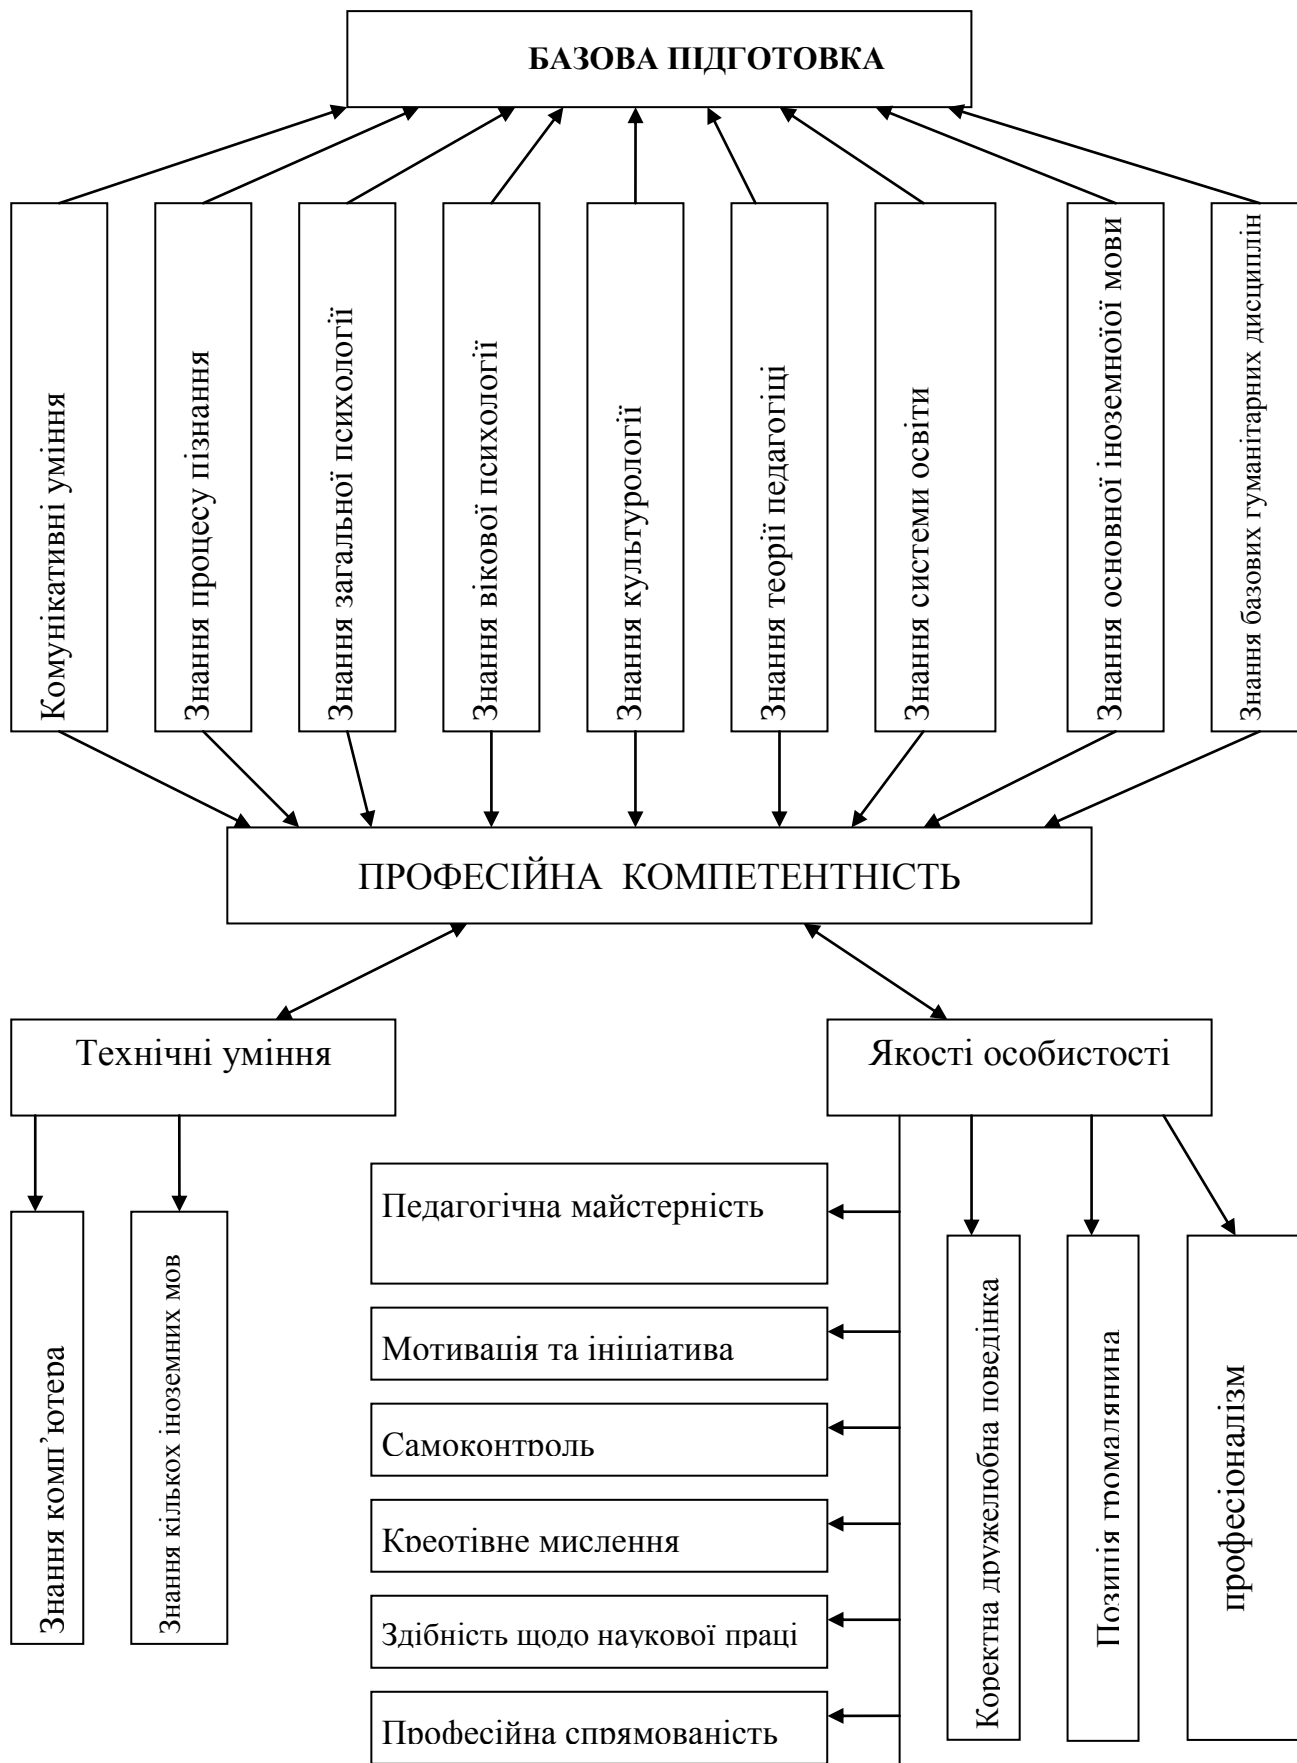 БАЗОВА ПІДГОТОВКА
Комунікативні уміння
Знання процесу пізнання
Знання загальної психології
Знання вікової психології
Знання культурології
Знання теорії педагогіці
Знання системи освіти
Знання основної іноземної мови
Знання базових гуманітарних дисциплін
ПРОФЕСІЙНА КОМПЕТЕНТНІСТЬ
Технічні уміння
Якості особистості
Знання комп’ютера
Знання кількох іноземних мов
Педагогічна майстерність
Мотивація та ініціатива
Самоконтроль
Креотівне мислення
Здібність щодо наукової праці
Професійна спрямованість
Коректна дружелюбна поведінка
Позиція громадянина
професіоналізм